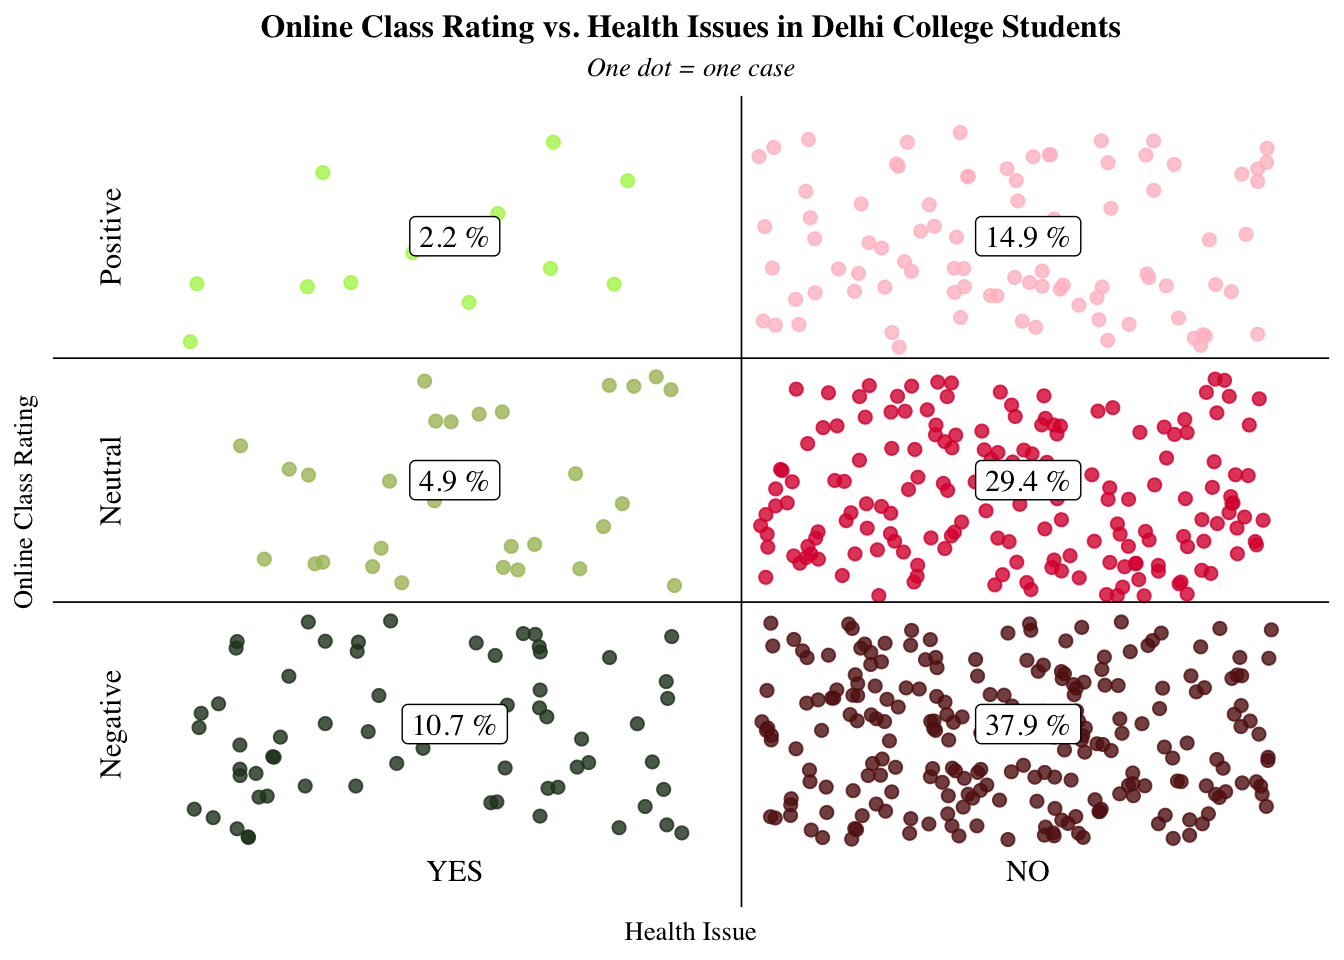 Online Class Rating vs. Health Issues in Delhi College Students
One dot = one case
Online Class Rating
Positive
2.2 %
14.9 %
Neutral
4.9 %
29.4 %
Negative
10.7 %
37.9 %
YES
NO
Health Issue